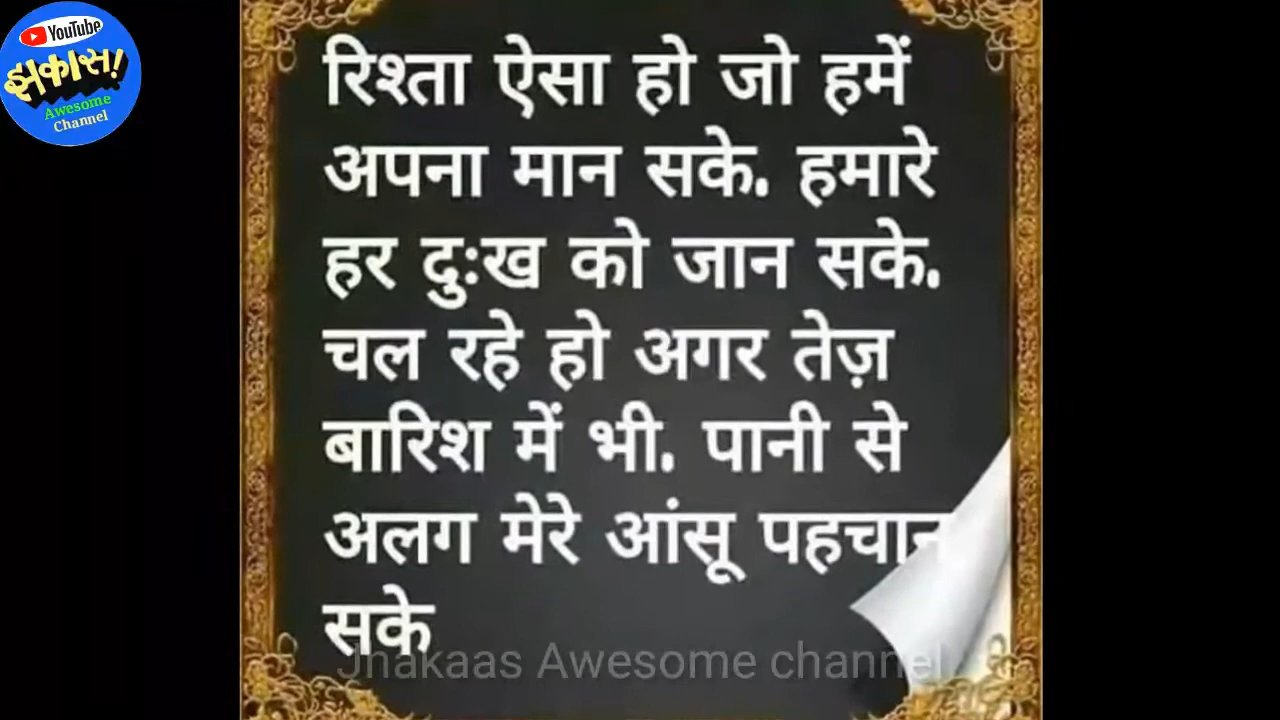 YouTube
झकास!
Awesome
Channel
रिश्ता ऐसा हो जो हमें
अपना मान सके. हमारे
हर दुःख को जान सके.
चल रहे हो अगर तेज़
बारिश में भी. पानी से
अलग मेरे आंसू पहचान
सके
Jhakaas Awesome channel